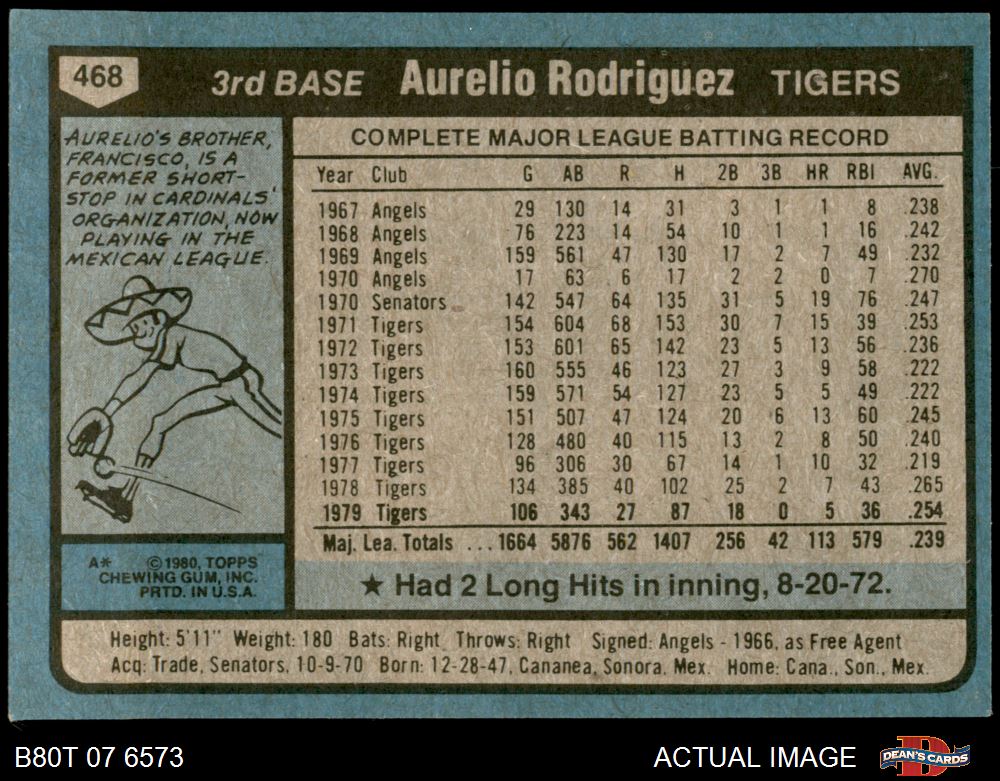 468 3rd BASE Aurelio Rodriguez TIGERS
AURELIO'S BROTHER,
FRANCISCO, IS A
FORMER SHORT-
STOP IN CARDINALS'
ORGANIZATION, NOW
PLAYING IN THE
MEXICAN LEAGUE.
COMPLETE MAJOR LEAGUE BATTING RECORD
Year Club G AB R H 2B 3B HR RBI AVG.
1967 Angels 29 130 14 31 3 1 1 8 .238
1968 Angels 76 223 14 54 10 1 1 16 .242
1969 Angels 159 561 47 130 17 2 7 49 .232
1970 Angels 17 63 6 17 2 2 0 7 .270
1970 Senators 142 547 64 135 31 5 19 76 .247
1971 Tigers 154 604 68 153 30 7 15 39 .253
1972 Tigers 153 601 65 142 23 5 13 56 .236
1973 Tigers 160 555 46 123 27 3 9 58 .222
1974 Tigers 159 571 54 127 23 5 5 49 .222
1975 Tigers 151 507 47 124 20 6 13 60 .245
1976 Tigers 128 480 40 115 13 2 8 50 .240
1977 Tigers 96 306 30 67 14 1 10 32 .219
1978 Tigers 134 385 40 102 25 2 7 43 .265
1979 Tigers 106 343 27 87 18 0 5 36 .254
Maj. Lea. Totals ... 1664 5876 562 1407 256 42 113 579 .239
★ Had 2 Long Hits in inning, 8-20-72.
A* ©1980, TOPPS
CHEWING GUM, INC.
PRTD. IN U.S.A.
Height: 5'11" Weight: 180 Bats: Right Throws: Right Signed: Angels - 1966, as Free Agent
Acq: Trade, Senators, 10-9-70 Born: 12-28-47, Cananea, Sonora, Mex. Home: Cana., Son., Mex.
B80T 07 6573 ACTUAL IMAGE DEAN'S CARDS